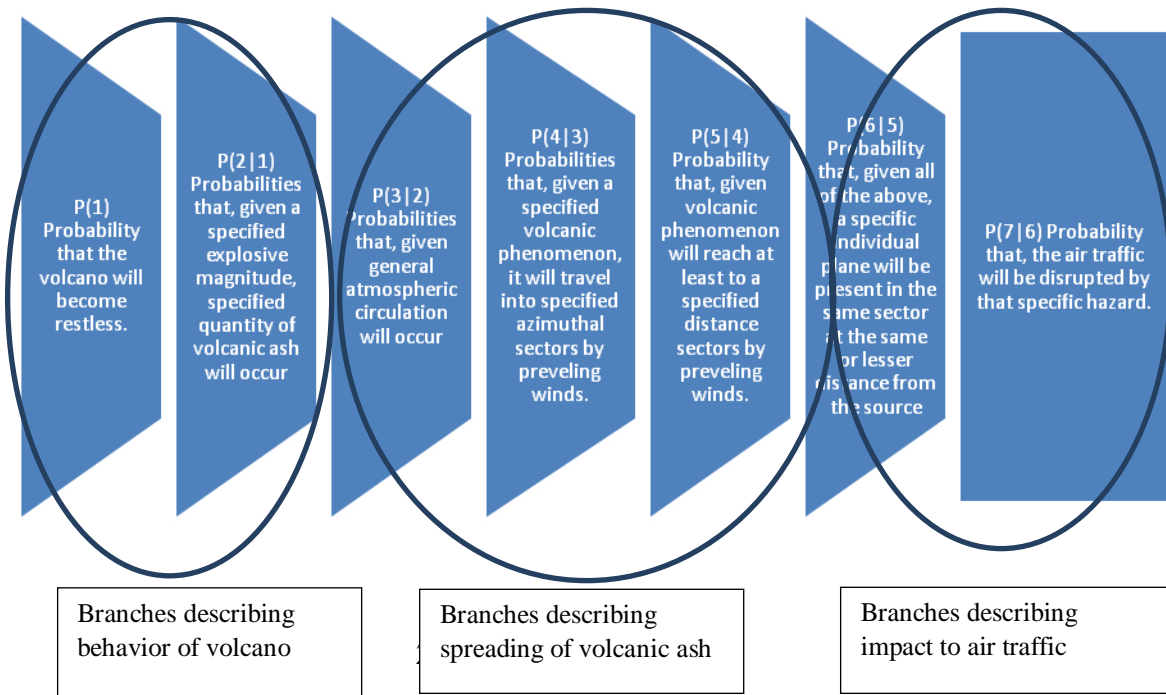 P(1)
Probability
that the
volcano will
become
restless.
P(2|1)
Probabilities
that, given a
specified
explosive
magnitude,
specified
quantity of
volcanic ash
will occur
P(3|2)
Probabilities
that, given
general
atmospheric
circulation
will occur
P(4|3)
Probabilities
that, given a
specified
volcanic
phenomenon,
it will travel
into specified
azimuthal
sectors by
preveling
winds.
P(5|4)
Probability
that, given
volcanic
phenomenon
will reach at
least to a
specified
distance
sectors by
preveling
winds.
P(6|5)
Probability
that, given all
of the above,
a specific
individual
plane will be
present in the
same sector
at the same
or lesser
distance from
the source
P(7|6) Probability
that, the air traffic
will be disrupted
by that specific
hazard.
Branches describing
behavior of volcano
Branches describing
spreading of volcanic ash
Branches describing
impact to air traffic